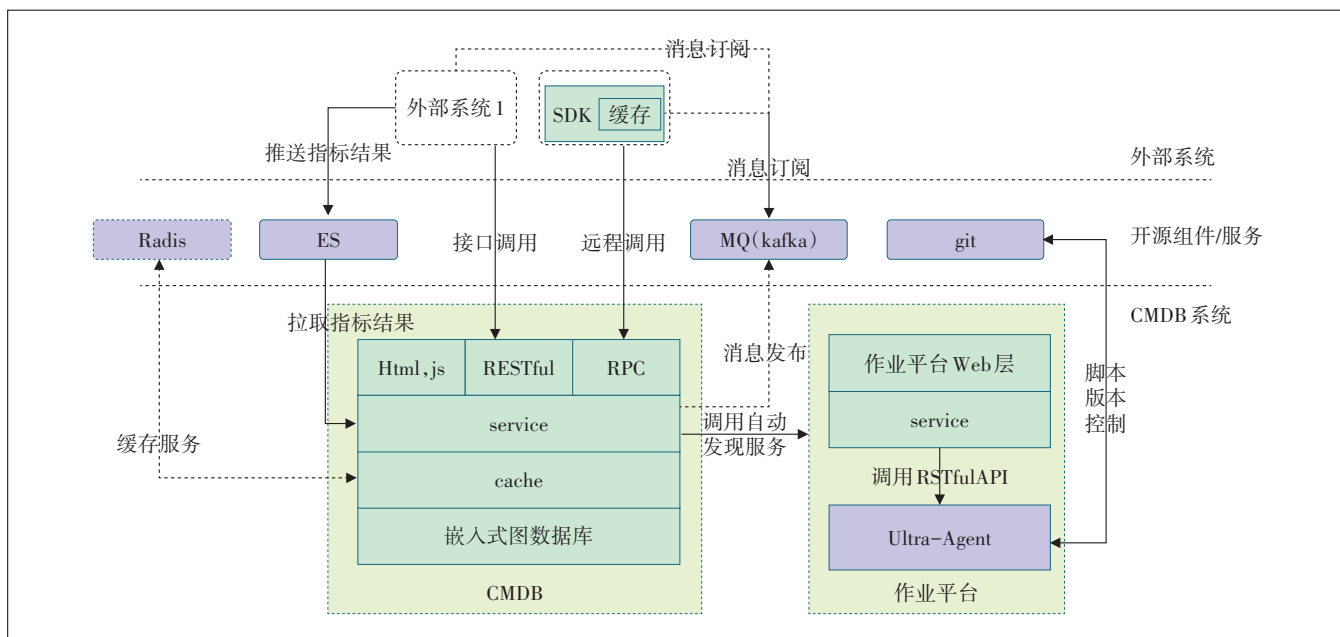 消息订阅
外部系统1
SDK 缓存
推送指标结果
消息订阅
外部系统
Radis
ES
接口调用
远程调用
MQ(kafka)
git
开源组件/服务
拉取指标结果
CMDB系统
Html,js
RESTful
RPC
消息发布
作业平台Web层
脚本
版本
控制
service
调用自动
发现服务
service
缓存服务
cache
调用RSTfulAPI
嵌入式图数据库
Ultra-Agent
CMDB
作业平台